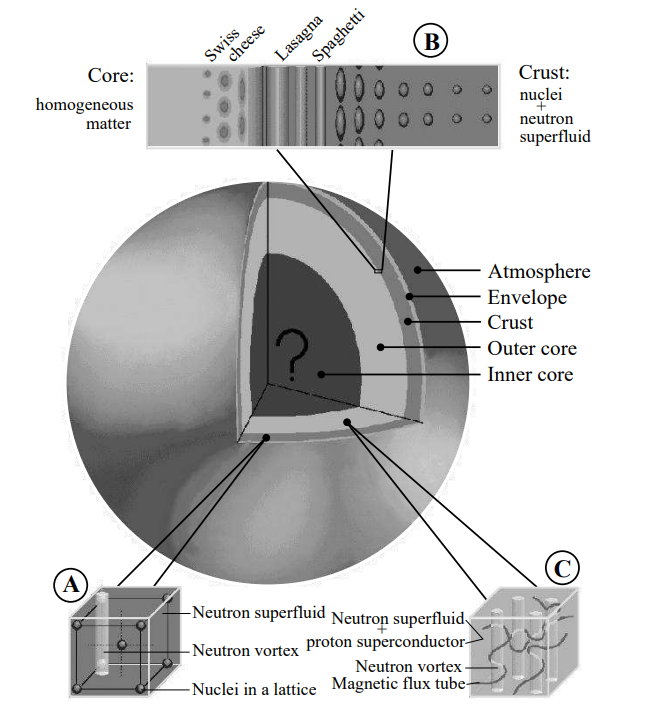 Swiss
cheese
Lasagna
Spaghetti
B
Core:
homogeneous
matter
Crust:
nuclei
+
neutron
superfluid
Atmosphere
Envelope
Crust
Outer core
Inner core
?
A
Neutron superfluid
Neutron vortex
Nuclei in a lattice
C
Neutron superfluid
+
proton superconductor
Neutron vortex
Magnetic flux tube